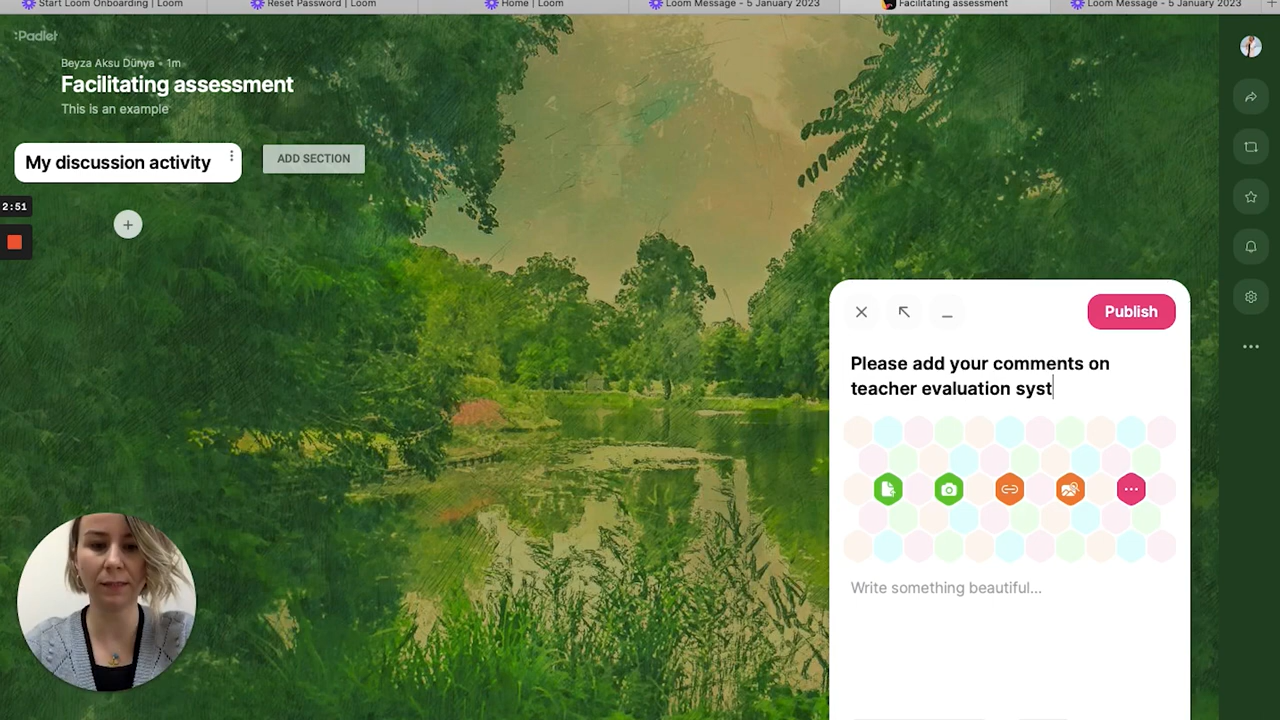 Start Loom Onboarding | Loom
Reset Password | Loom
Home | Loom
Loom Message - 5 January 2023
Facilitating assessment
Loom Message - 5 January 2023
:Padlet
Beyza Aksu Dünya • 1m
Facilitating assessment
This is an example
My discussion activity
ADD SECTION
2:51
Publish
Please add your comments on
teacher evaluation syst
Write something beautiful...